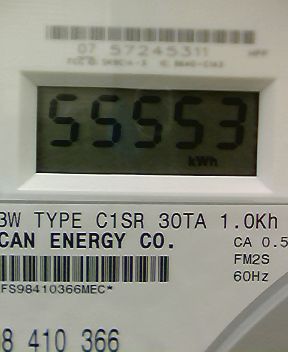 07 57245311
55553
kWh
3W TYPE C1SR 30TA 1.0Kh
CAN ENERGY CO.
CA 0.5
FM2S
60Hz
FS98410366MEC*
8 410 366